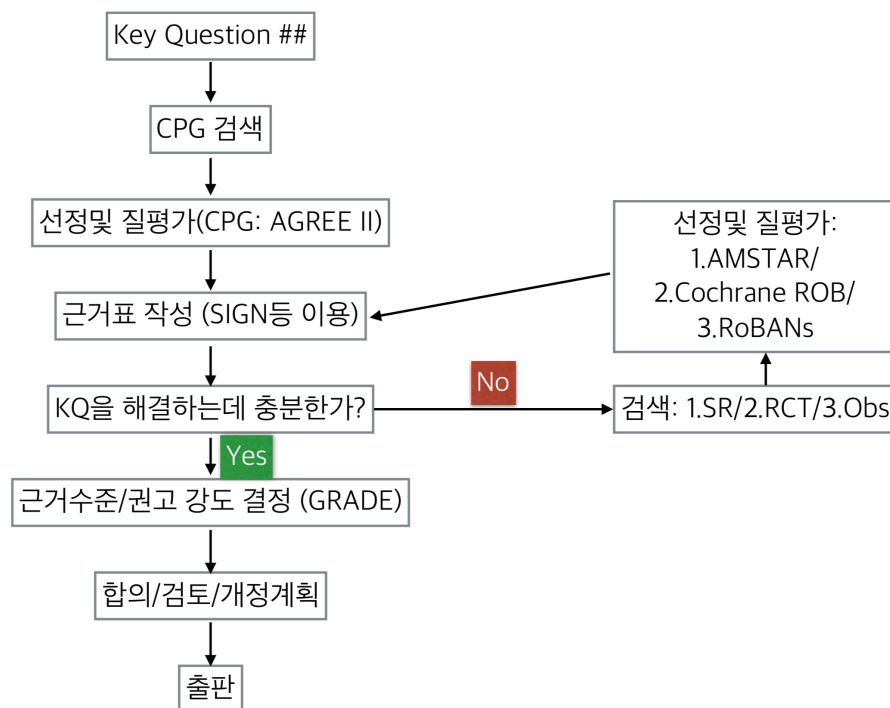 Key Question ##
CPG 검색
선정및 질평가(CPG: AGREE II)
근거표 작성 (SIGN등 이용)
KQ을 해결하는데 충분한가?
No
검색: 1.SR/2.RCT/3.Obs
선정및 질평가:
1.AMSTAR/
2.Cochrane ROB/
3.RoBANs
Yes
근거수준/권고 강도 결정 (GRADE)
합의/검토/개정계획
출판